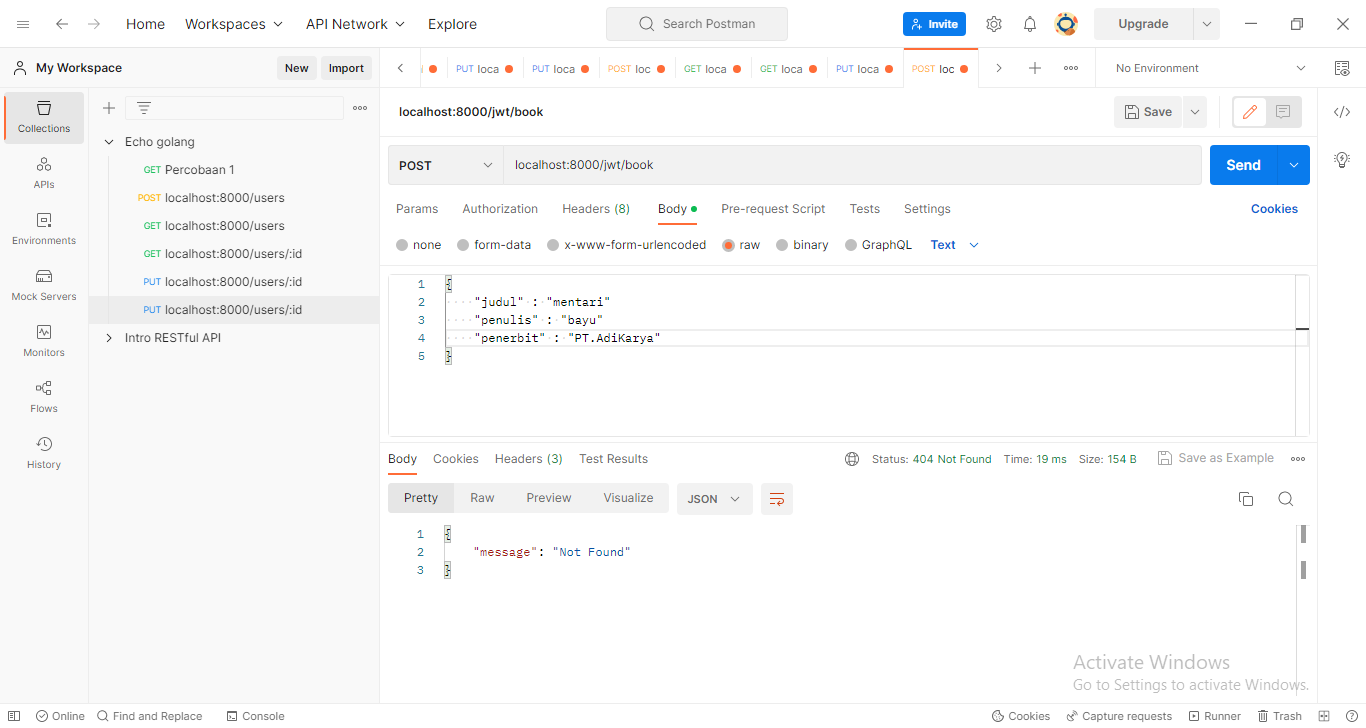 Home
Workspaces
API Network
Explore
Search Postman
Invite
Upgrade
My Workspace
New
Import
PUT loca
PUT loca
POST loc
GET loca
GET loca
PUT loca
POST loc
No Environment
Collections
APIs
Environments
Mock Servers
Monitors
Flows
History
Echo golang
GET Percobaan 1
POST localhost:8000/users
GET localhost:8000/users
GET localhost:8000/users/:id
PUT localhost:8000/users/:id
PUT localhost:8000/users/:id
Intro RESTful API
localhost:8000/jwt/book
Save
POST
localhost:8000/jwt/book
Send
Params
Authorization
Headers (8)
Body
Pre-request Script
Tests
Settings
Cookies
none
form-data
x-www-form-urlencoded
raw
binary
GraphQL
Text
1 {
2 "judul" : "mentari"
3 "penulis" : "bayu"
4 "penerbit" : "PT.AdiKarya"
5 }
Body
Cookies
Headers (3)
Test Results
Status: 404 Not Found
Time: 19 ms
Size: 154 B
Save as Example
Pretty
Raw
Preview
Visualize
JSON
1 {
2 "message": "Not Found"
3 }
Activate Windows
Go to Settings to activate Windows.
Online
Find and Replace
Console
Cookies
Capture requests
Runner
Trash